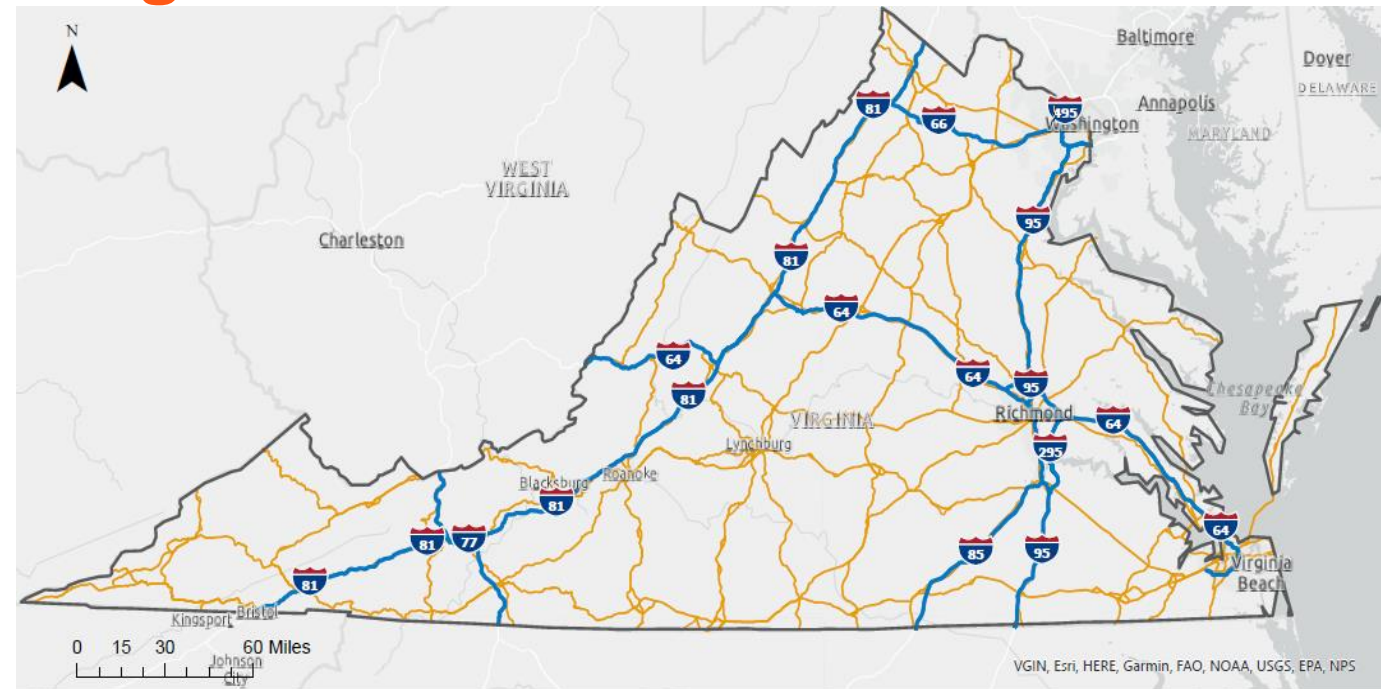 N
Baltimore
Dover
DELAWARE
81
66
495
Annapolis
Washington
MARYLAND
WEST
VIRGINIA
95
Charleston
81
64
64
64
95
81
Chesapeake
Bay
Richmond
64
VIRGINIA
Lynchburg
295
Roanoke
Blacksburg
81
64
81
77
85
95
Virginia
Beach
81
Bristol
Kingsport
0 15 30 60 Miles
Johnson
City
VGIN, Esri, HERE, Garmin, FAO, NOAA, USGS, EPA, NPS